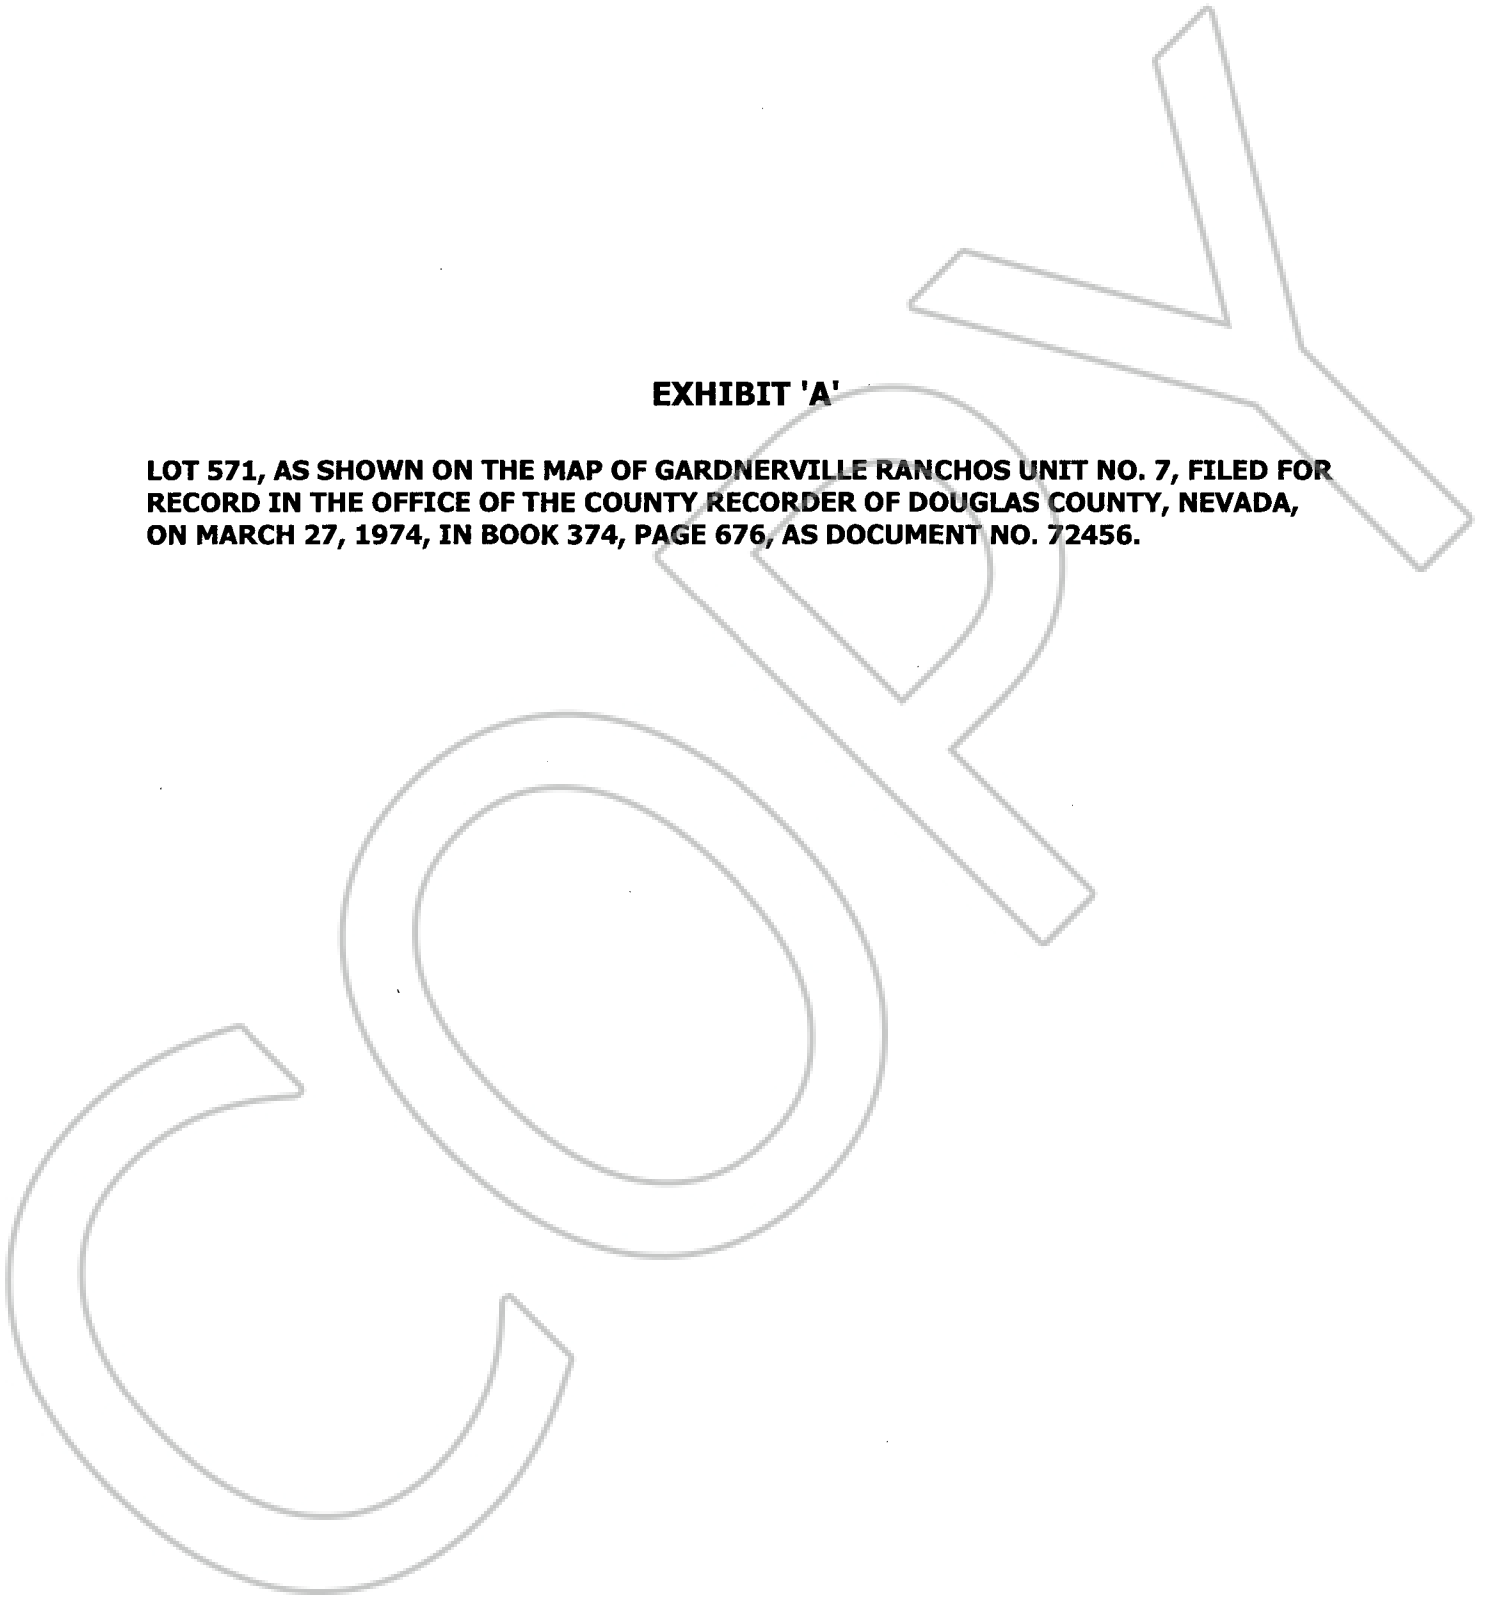 EXHIBIT 'A'
LOT 571, AS SHOWN ON THE MAP OF GARDNERVILLE RANCHOS UNIT NO. 7, FILED FOR
RECORD IN THE OFFICE OF THE COUNTY RECORDER OF DOUGLAS COUNTY, NEVADA,
ON MARCH 27, 1974, IN BOOK 374, PAGE 676, AS DOCUMENT NO. 72456.
COPY